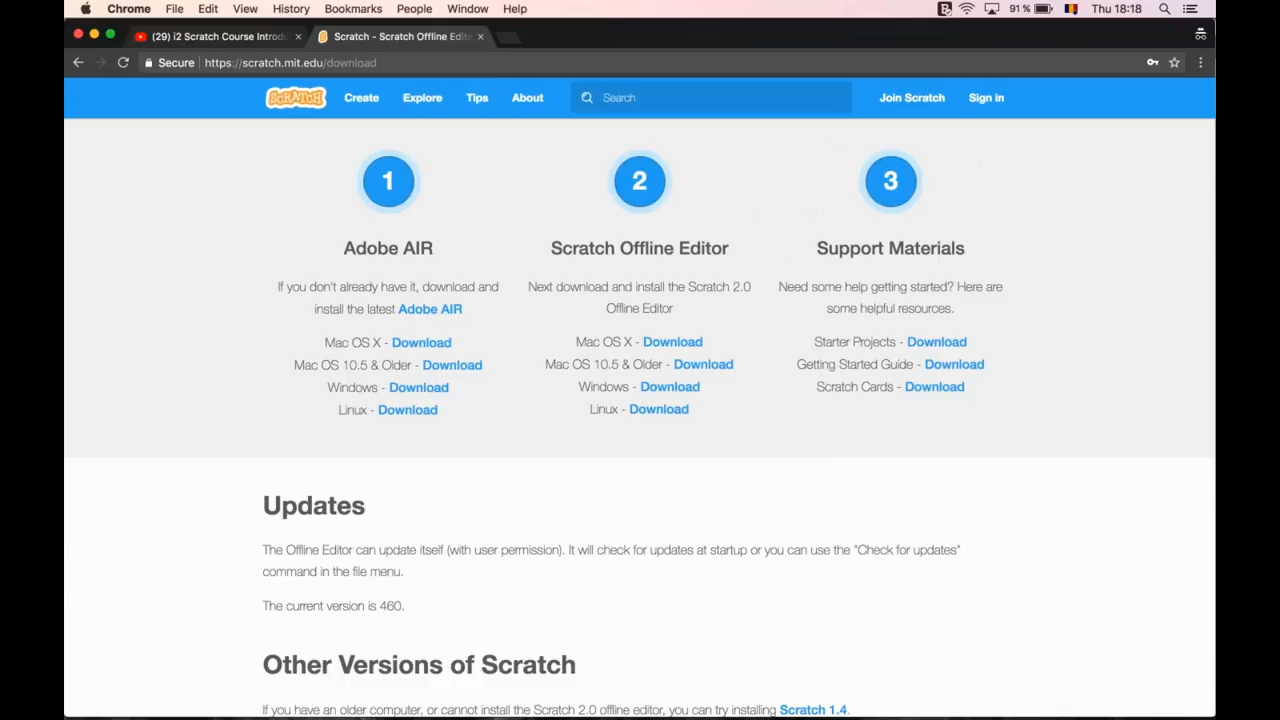 Chrome File Edit View History Bookmarks People Window Help 91 % Thu 18:18
(29) i2 Scratch Course Introdu Scratch - Scratch Offline Edito
Secure https://scratch.mit.edu/download
SCRATCH Create Explore Tips About Search Join Scratch Sign in
1 2 3
Adobe AIR Scratch Offline Editor Support Materials
If you don't already have it, download and Next download and install the Scratch 2.0 Need some help getting started? Here are
install the latest Adobe AIR Offline Editor some helpful resources.
Mac OS X - Download Mac OS X - Download Starter Projects - Download
Mac OS 10.5 & Older - Download Mac OS 10.5 & Older - Download Getting Started Guide - Download
Windows - Download Windows - Download Scratch Cards - Download
Linux - Download Linux - Download
Updates
The Offline Editor can update itself (with user permission). It will check for updates at startup or you can use the "Check for updates"
command in the file menu.
The current version is 460.
Other Versions of Scratch
If you have an older computer, or cannot install the Scratch 2.0 offline editor, you can try installing Scratch 1.4.